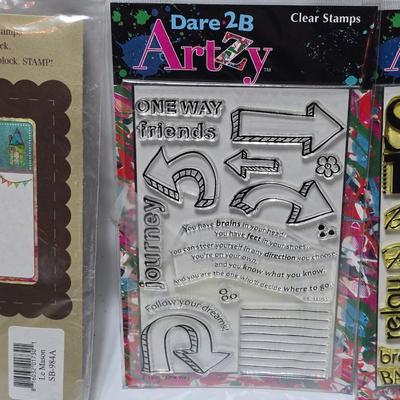 Dare 2B
ArtZy
Clear Stamps
ONE WAY
friends
journey
You have brains in your head.
You have feet in your shoes.
You can steer yourself in any direction you choose.
You're on your own.
and you know what you know.
And you are the one who'll decide where to go.
Follow your dreams!
block. STAMP!
Le Mason
SB-984A